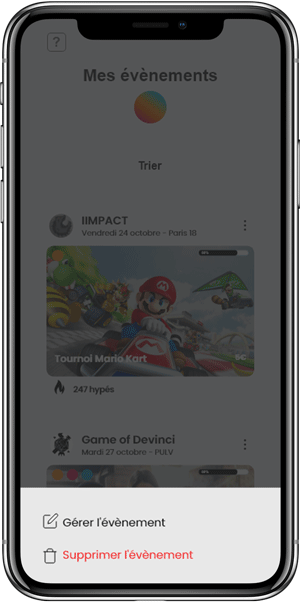 ?
Mes évènements
Trier
IIMPACT
Vendredi 24 octobre - Paris 18
Tournoi Mario Kart
5€
247 hypés
Game of Devinci
Mardi 27 octobre - PULV
Gérer l'évènement
Supprimer l'évènement